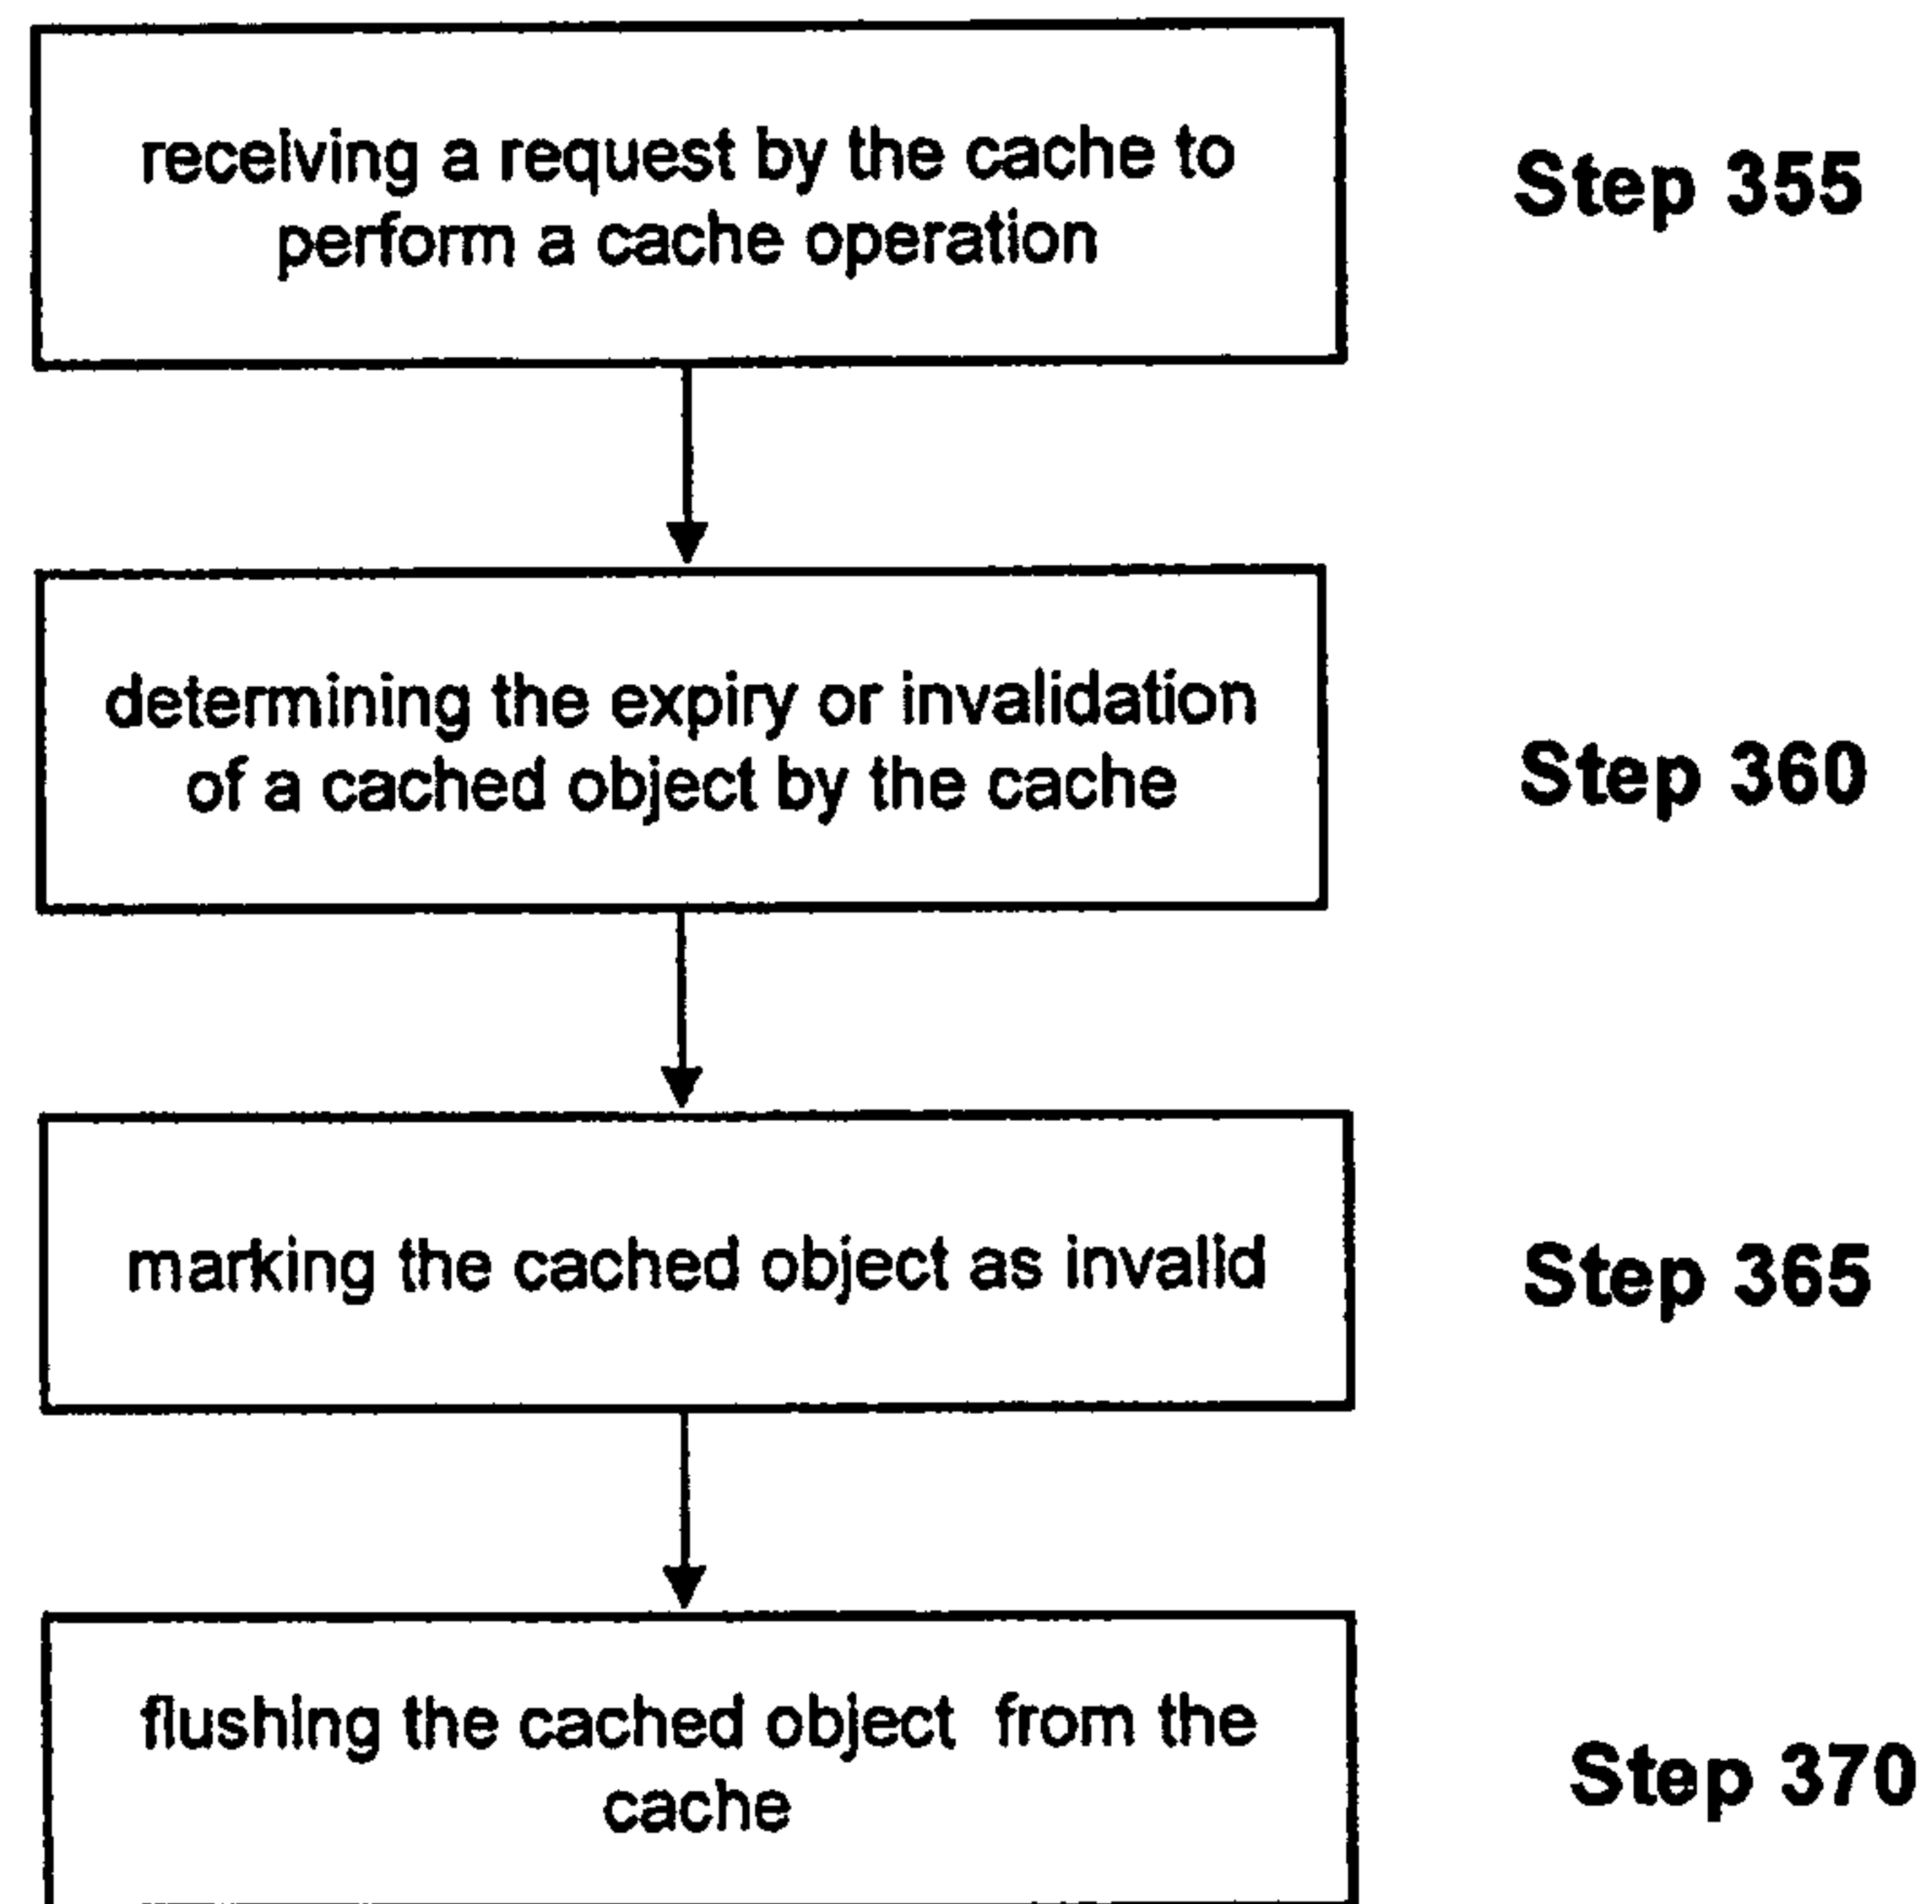 receiving a request by the cache to
perform a cache operation
Step 355
determining the expiry or invalidation
of a cached object by the cache
Step 360
marking the cached object as invalid
Step 365
flushing the cached object from the
cache
Step 370